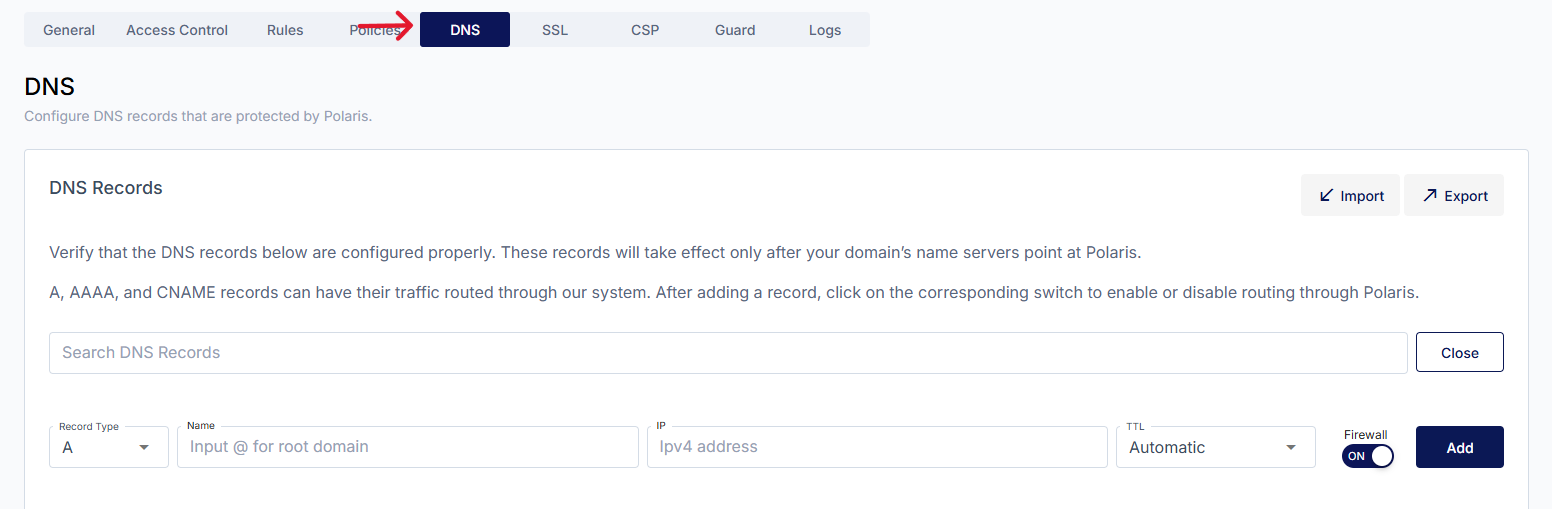 General Access Control Rules Policies DNS SSL CSP Guard Logs
DNS
Configure DNS records that are protected by Polaris.
DNS Records
Import Export
Verify that the DNS records below are configured properly. These records will take effect only after your domain’s name servers point at Polaris.
A, AAAA, and CNAME records can have their traffic routed through our system. After adding a record, click on the corresponding switch to enable or disable routing through Polaris.
Search DNS Records Close
Record Type Name IP TTL Firewall
A Input @ for root domain Ipv4 address Automatic ON Add